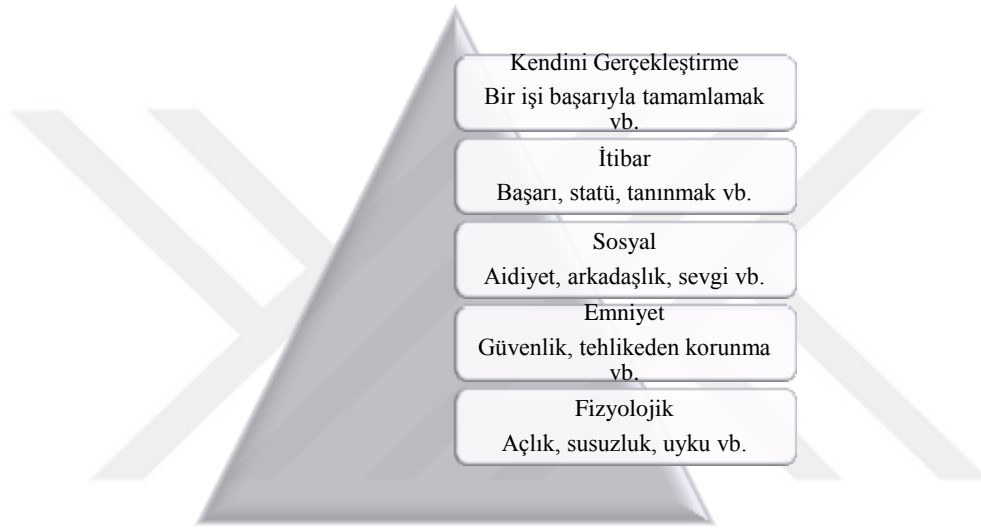 Kendini Gerçekleştirme
Bir işi başarıyla tamamlamak
vb.
İtibar
Başarı, statü, tanınmak vb.
Sosyal
Aidiyet, arkadaşlık, sevgi vb.
Emniyet
Güvenlik, tehlikeden korunma
vb.
Fizyolojik
Açlık, susuzluk, uyku vb.